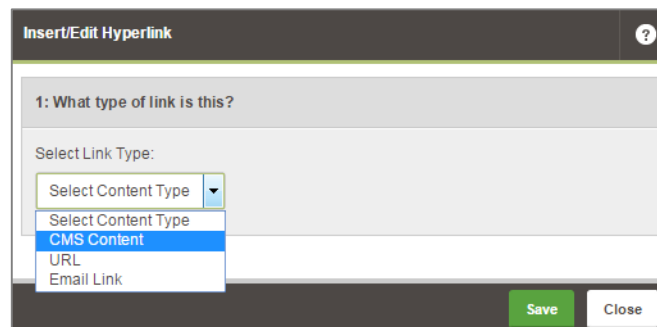 Insert/Edit Hyperlink
?
1: What type of link is this?
Select Link Type:
Select Content Type
Select Content Type
CMS Content
URL
Email Link
Save Close